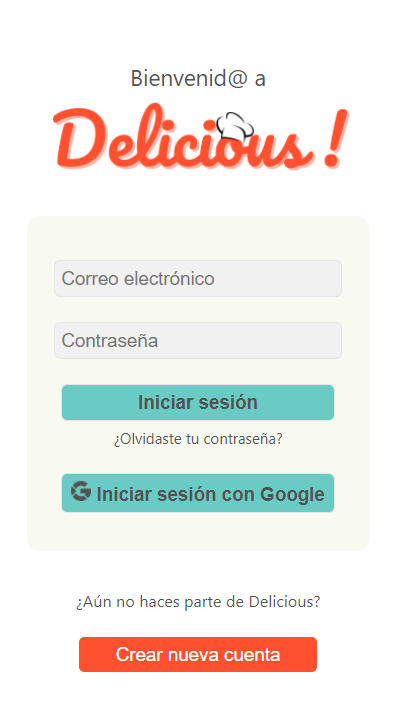 Bienvenid@ a
Delicious!
Correo electrónico
Contraseña
Iniciar sesión
¿Olvidaste tu contraseña?
Iniciar sesión con Google
¿Aún no haces parte de Delicious?
Crear nueva cuenta